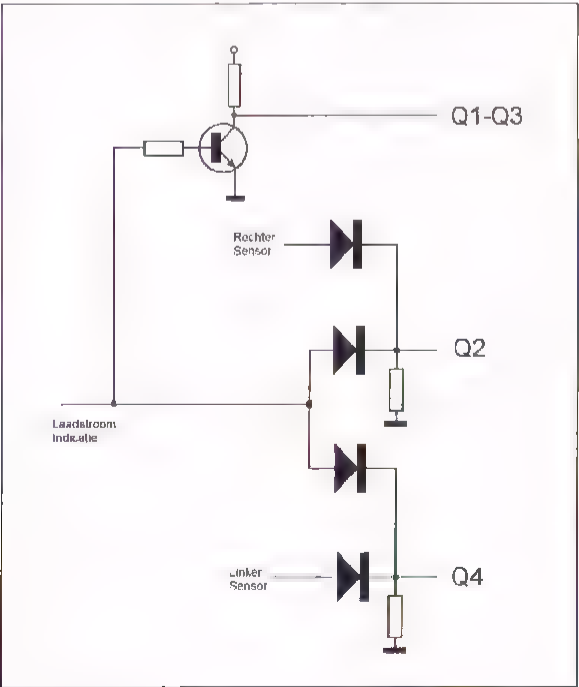 Q1-Q3
Rechter
Sensor
Q2
Laadstroom
Indicatie
Linker
Sensor
Q4